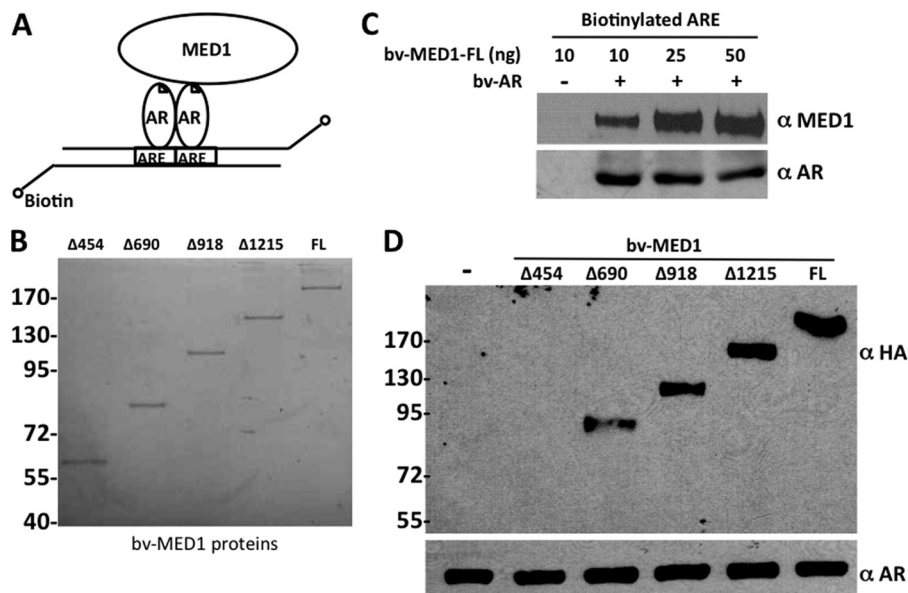 A
MED1
AR AR
ARE ARE
Biotin
B
Δ454 Δ690 Δ918 Δ1215 FL
170-
130-
95-
72-
55-
40-
bv-MED1 proteins
C
Biotinylated ARE
bv-MED1-FL (ng) 10 10 25 50
bv-AR - + + +
α MED1
α AR
D
bv-MED1
- Δ454 Δ690 Δ918 Δ1215 FL
170-
130-
95-
72-
55-
α HA
α AR